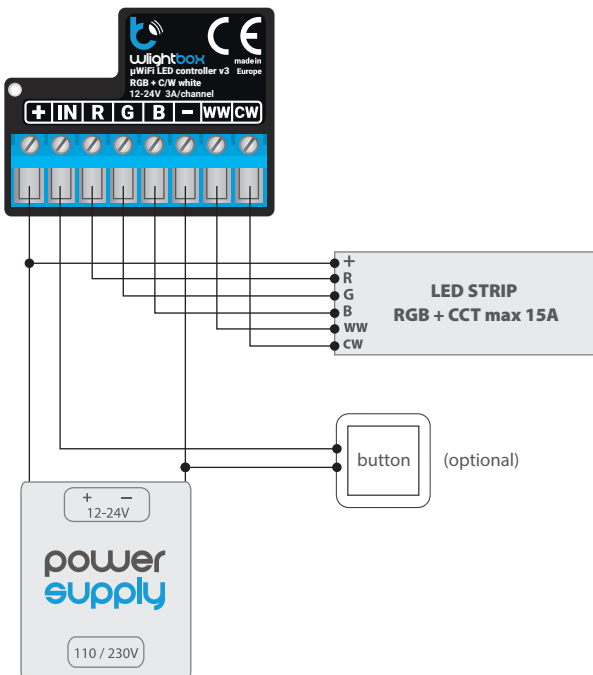 wlightbox
made in
Europe
µWiFi LED controller v3
RGB + C/W white
12-24V 3A/channel
+ IN R G B - WW CW
+
R
G
B
WW
CW
LED STRIP
RGB + CCT max 15A
button
(optional)
+ -
12-24V
power
supply
110 / 230V